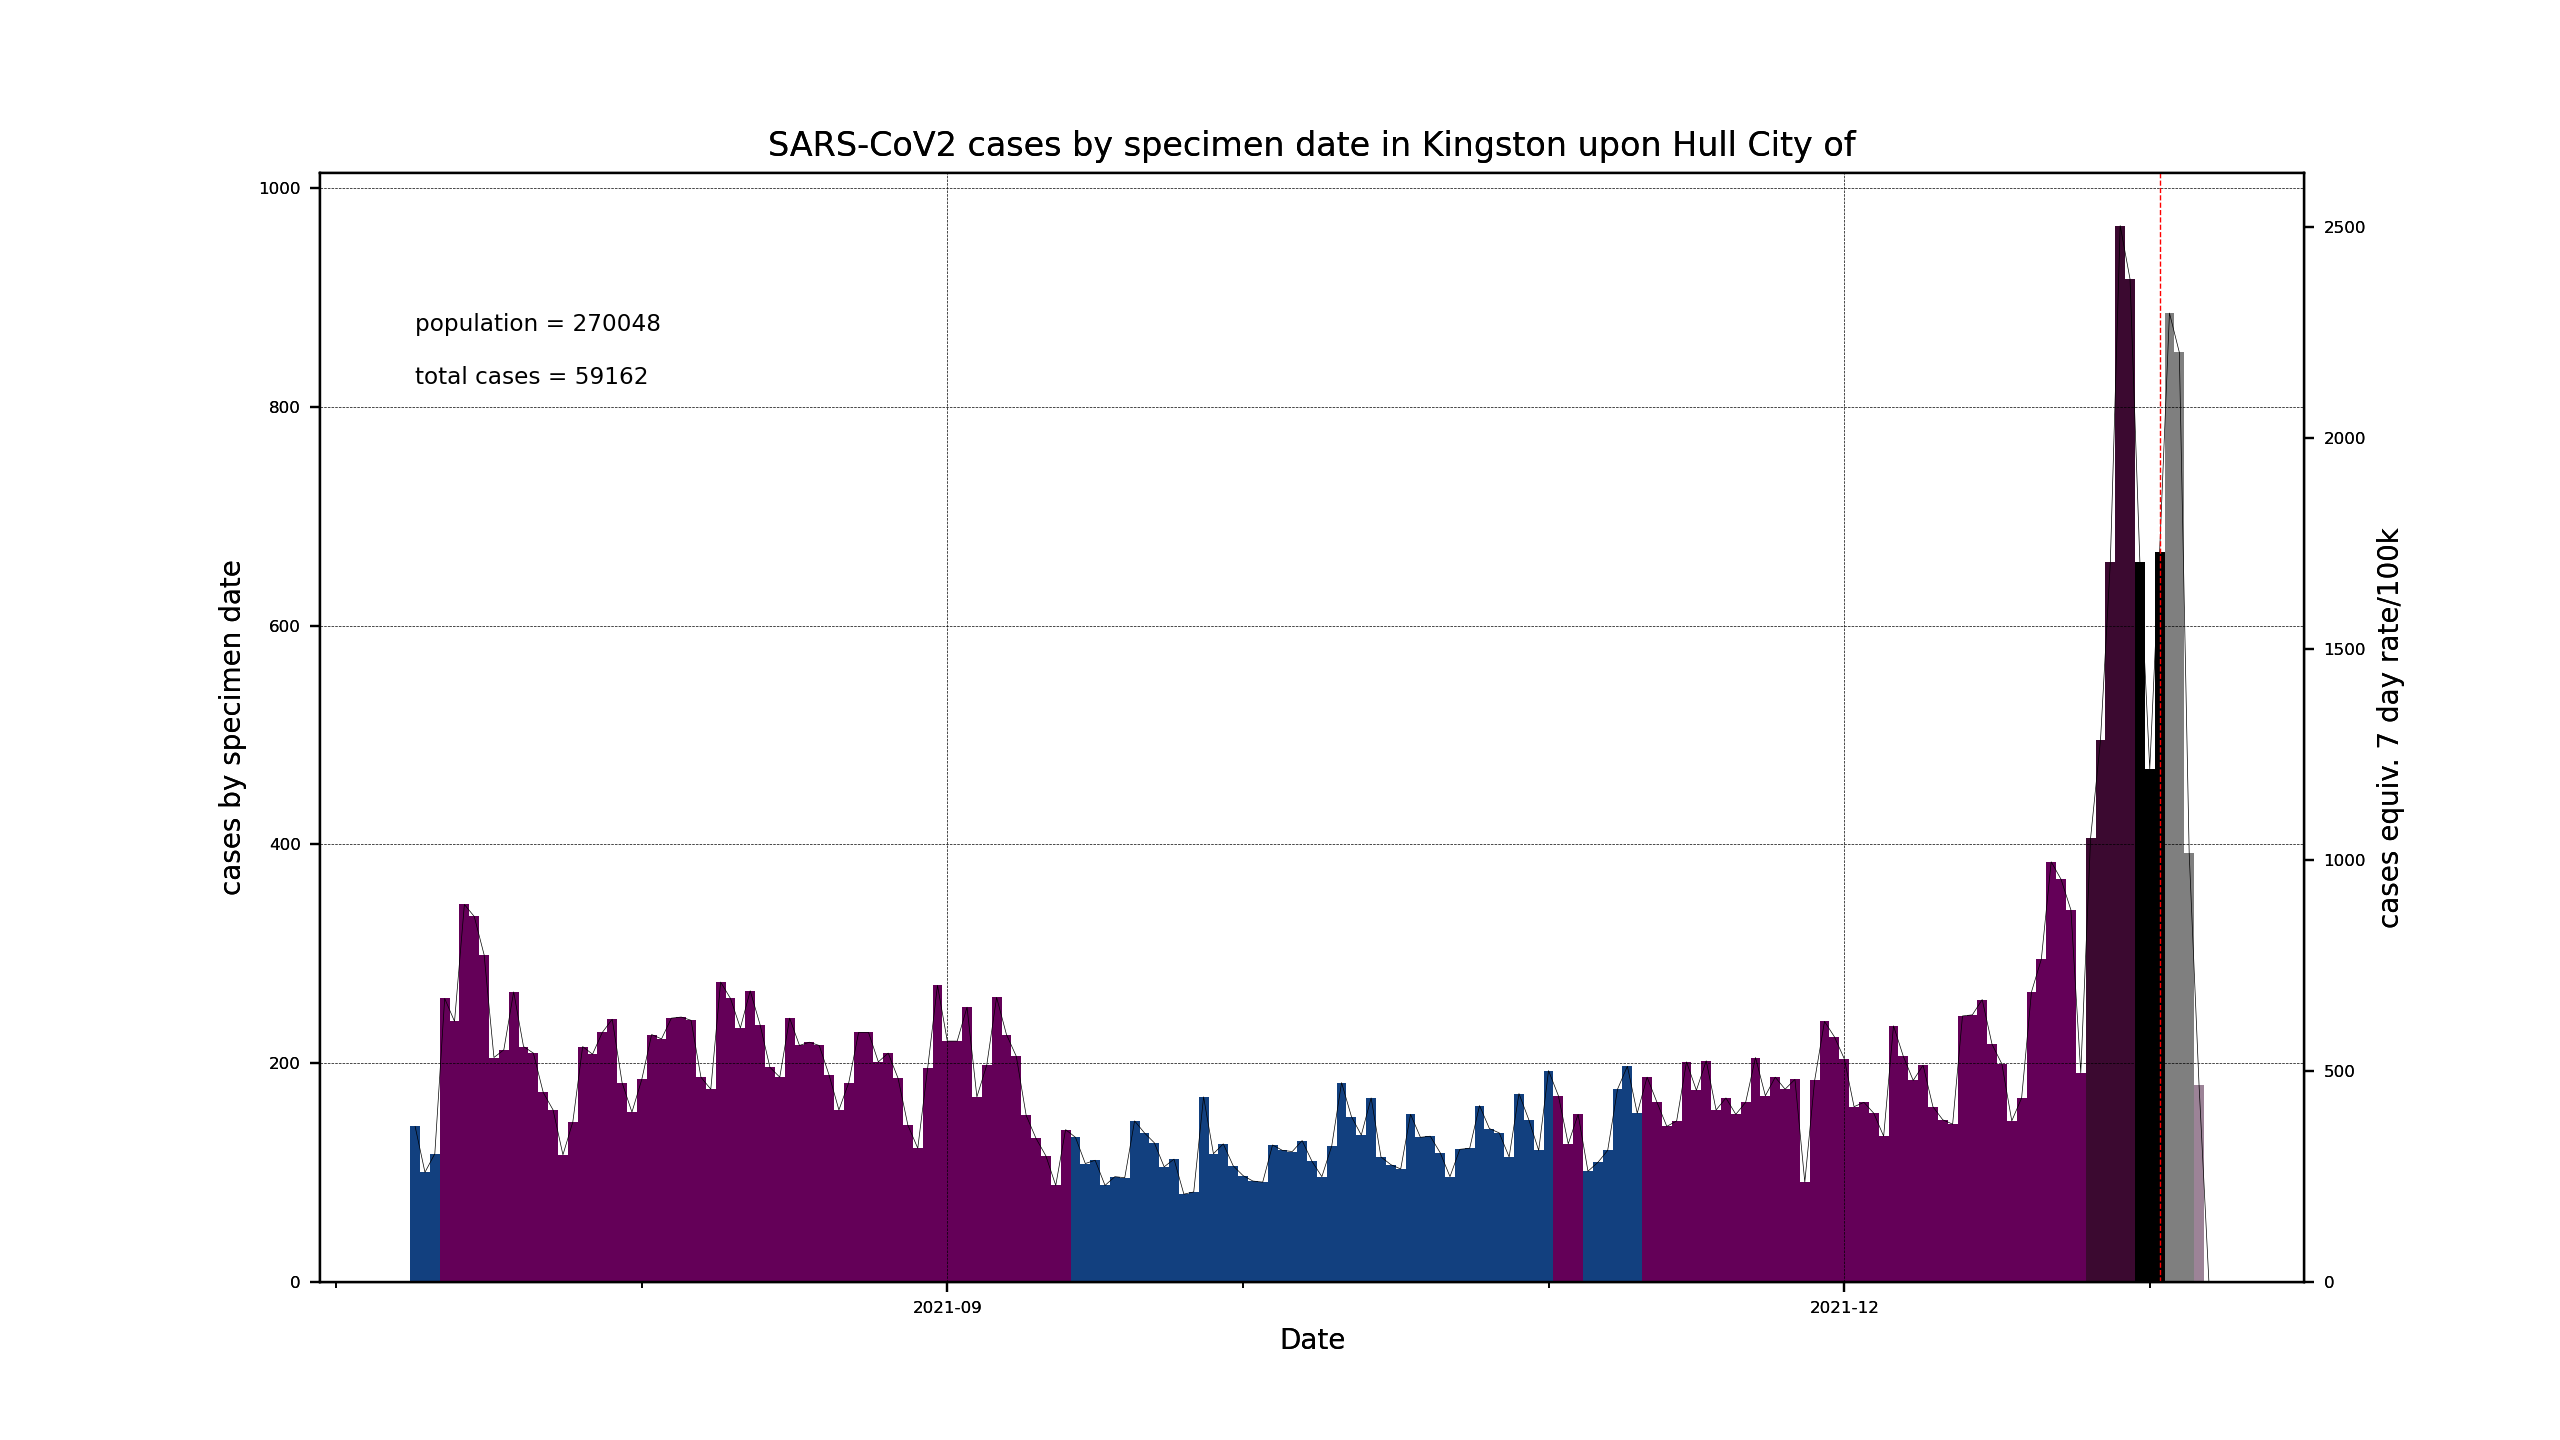 SARS-CoV2 cases by specimen date in Kingston upon Hull City of
population = 270048
total cases = 59162
cases by specimen date
1000
800
600
400
200
0
2500
2000
1500
1000
500
0
cases equiv. 7 day rate/100k
2021-09
2021-12
Date